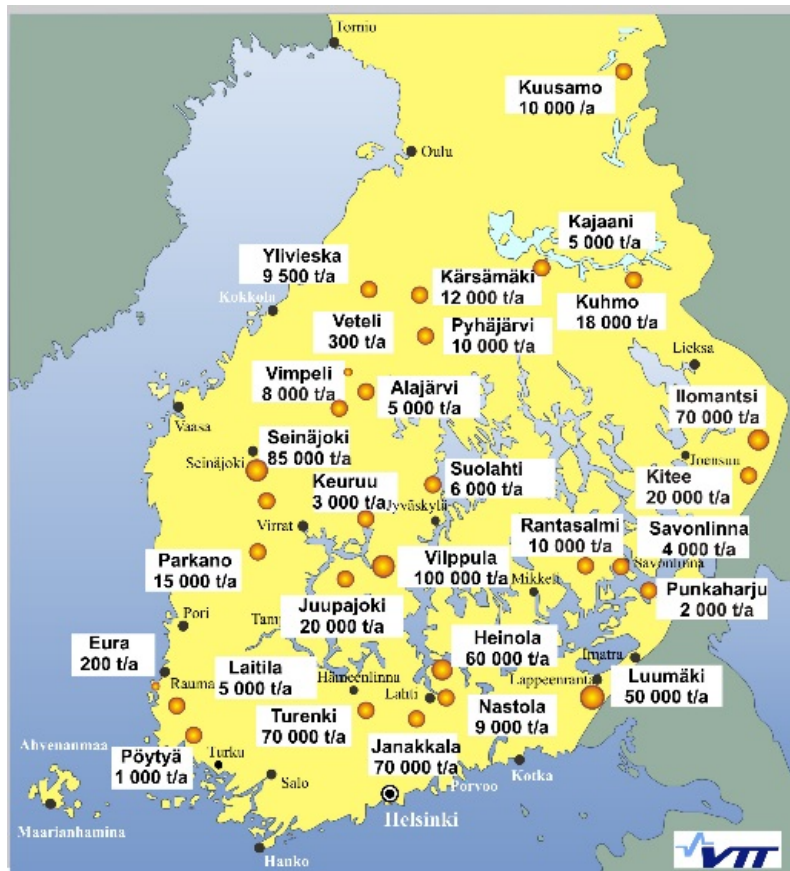 Tornio
Kuusamo
10 000 /a
Oulu
Kajaani
5 000 t/a
Ylivieska
9 500 t/a
Kärsämäki
12 000 t/a
Kuhmo
18 000 t/a
Kokkola
Veteli
300 t/a
Pyhäjärvi
10 000 t/a
Lieksa
Vimpeli
8 000 t/a
Alajärvi
5 000 t/a
Ilomantsi
70 000 t/a
Vaasa
Seinäjoki
85 000 t/a
Seinäjoki
Joensuu
Keuruu
3 000 t/a
Suolahti
6 000 t/a
Kitee
20 000 t/a
Jyväskylä
Virrat
Rantasalmi
10 000 t/a
Savonlinna
4 000 t/a
Savonlinna
Parkano
15 000 t/a
Vilppula
100 000 t/a
Mikkeli
Punkaharju
2 000 t/a
Juupajoki
20 000 t/a
Pori
Tamp
Eura
200 t/a
Heinola
60 000 t/a
Imatra
Laitila
5 000 t/a
Rauma
Hämeenlinna
Lahti
Lappeenranta
Luumäki
50 000 t/a
Turenki
70 000 t/a
Nastola
9 000 t/a
Pöytyä
1 000 t/a
Turku
Janakkala
70 000 t/a
Ahvenanmaa
Salo
Kotka
Porvoo
Maarianhamina
Helsinki
Hanko
VTT